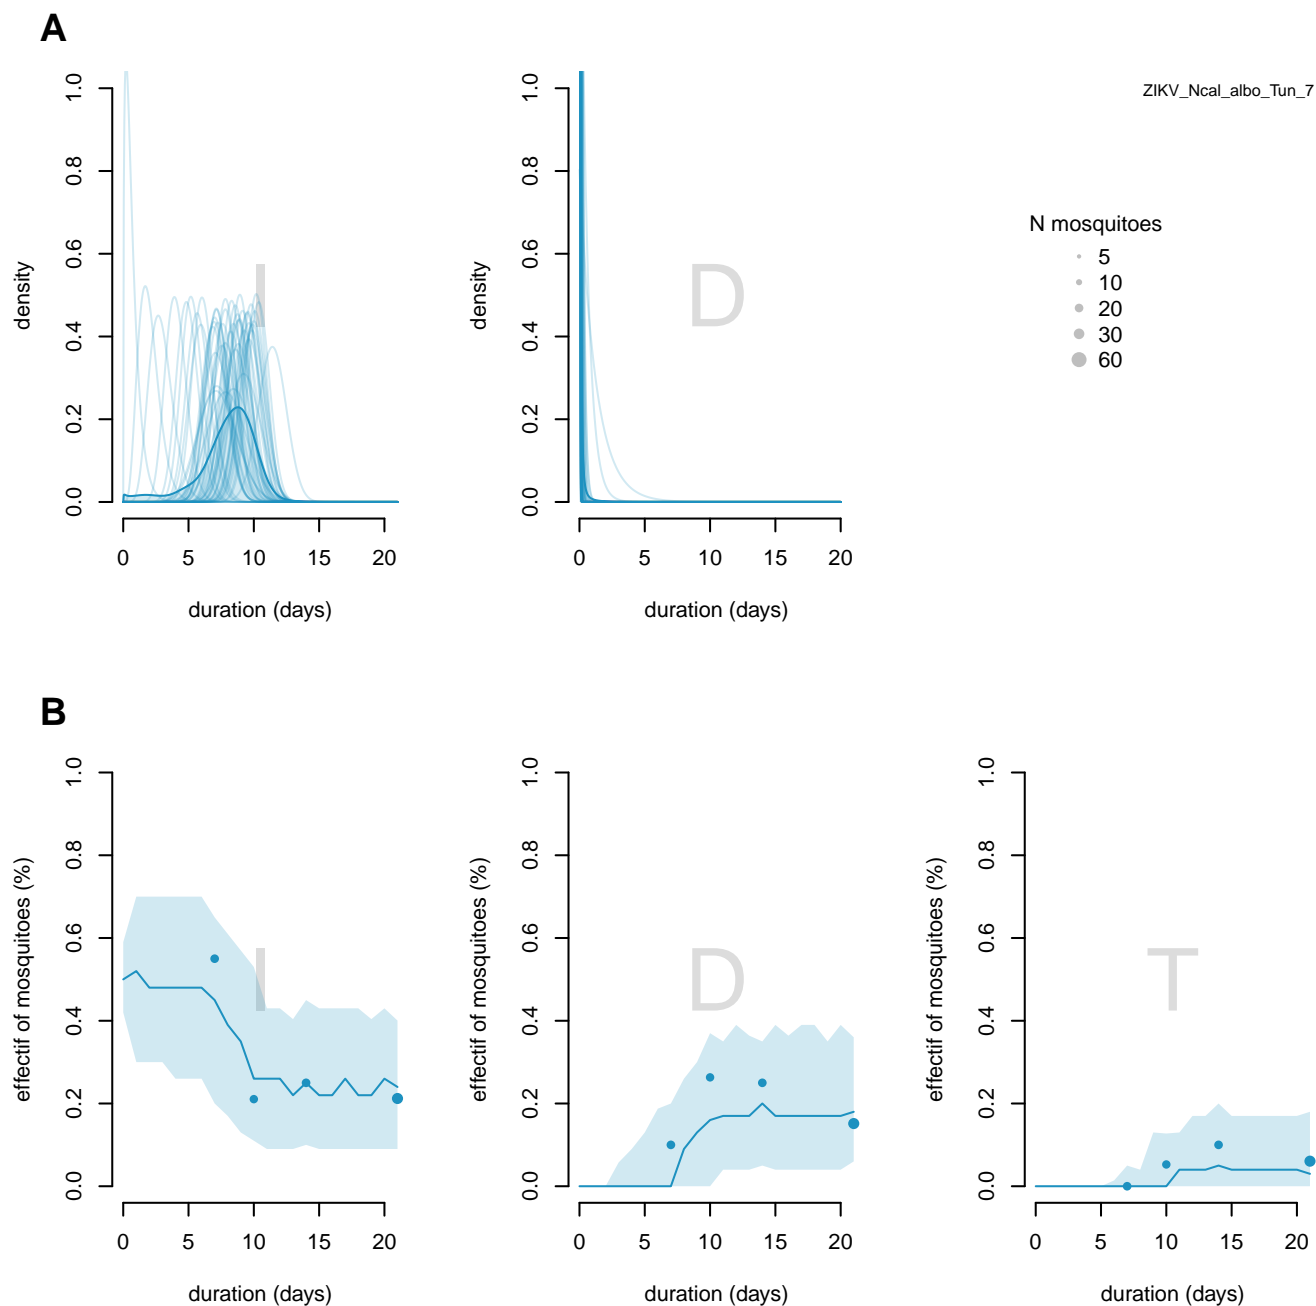 A
ZIKV_Ncal_albo_Tun_7
density
0.0 0.2 0.4 0.6 0.8 1.0
I
0 5 10 15 20
duration (days)
density
0.0 0.2 0.4 0.6 0.8 1.0
D
0 5 10 15 20
duration (days)
N mosquitoes
5
10
20
30
60
B
effectif of mosquitoes (%)
0.0 0.2 0.4 0.6 0.8 1.0
I
0 5 10 15 20
duration (days)
effectif of mosquitoes (%)
0.0 0.2 0.4 0.6 0.8 1.0
D
0 5 10 15 20
duration (days)
effectif of mosquitoes (%)
0.0 0.2 0.4 0.6 0.8 1.0
T
0 5 10 15 20
duration (days)